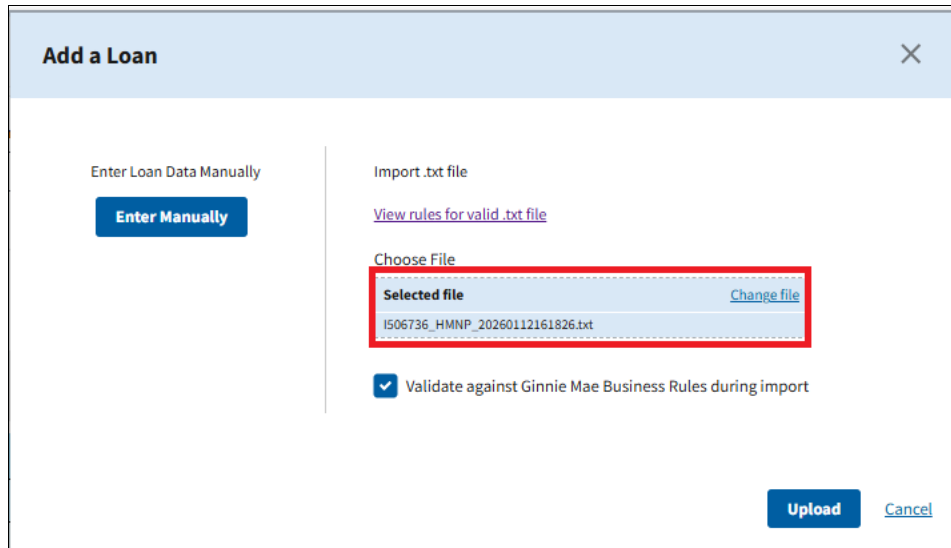 Add a Loan
Enter Loan Data Manually
Enter Manually
Import .txt file
View rules for valid .txt file
Choose File
Selected file Change file
I506736_HMNP_20260112161826.txt
Validate against Ginnie Mae Business Rules during import
Upload Cancel